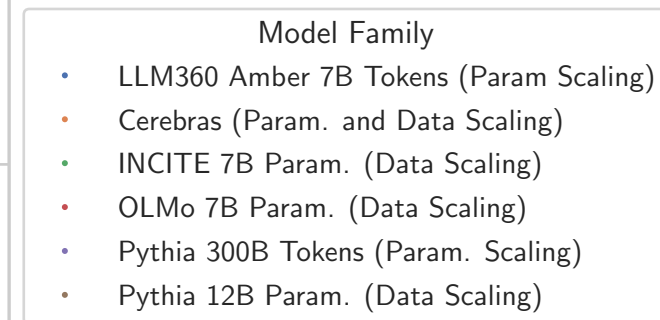 Model Family
LLM360 Amber 7B Tokens (Param Scaling)
Cerebras (Param. and Data Scaling)
INCITE 7B Param. (Data Scaling)
OLMo 7B Param. (Data Scaling)
Pythia 300B Tokens (Param. Scaling)
Pythia 12B Param. (Data Scaling)